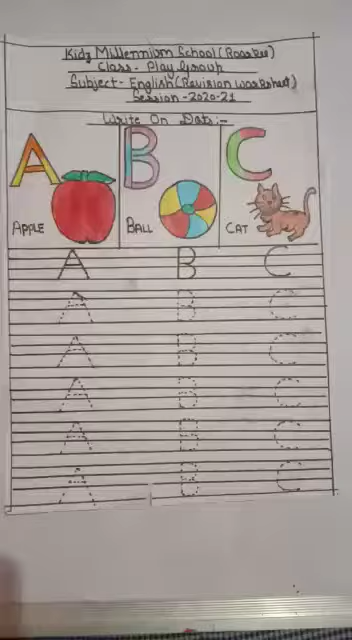 Kidz Millennium School (Roorkee)
Class- Play Group
Subject- English (Revision Worksheet)
Session -2020-21
Write On Dots:-
A B C
APPLE BALL CAT
A B C
A B C
A B C
A B C
A B C
A B C